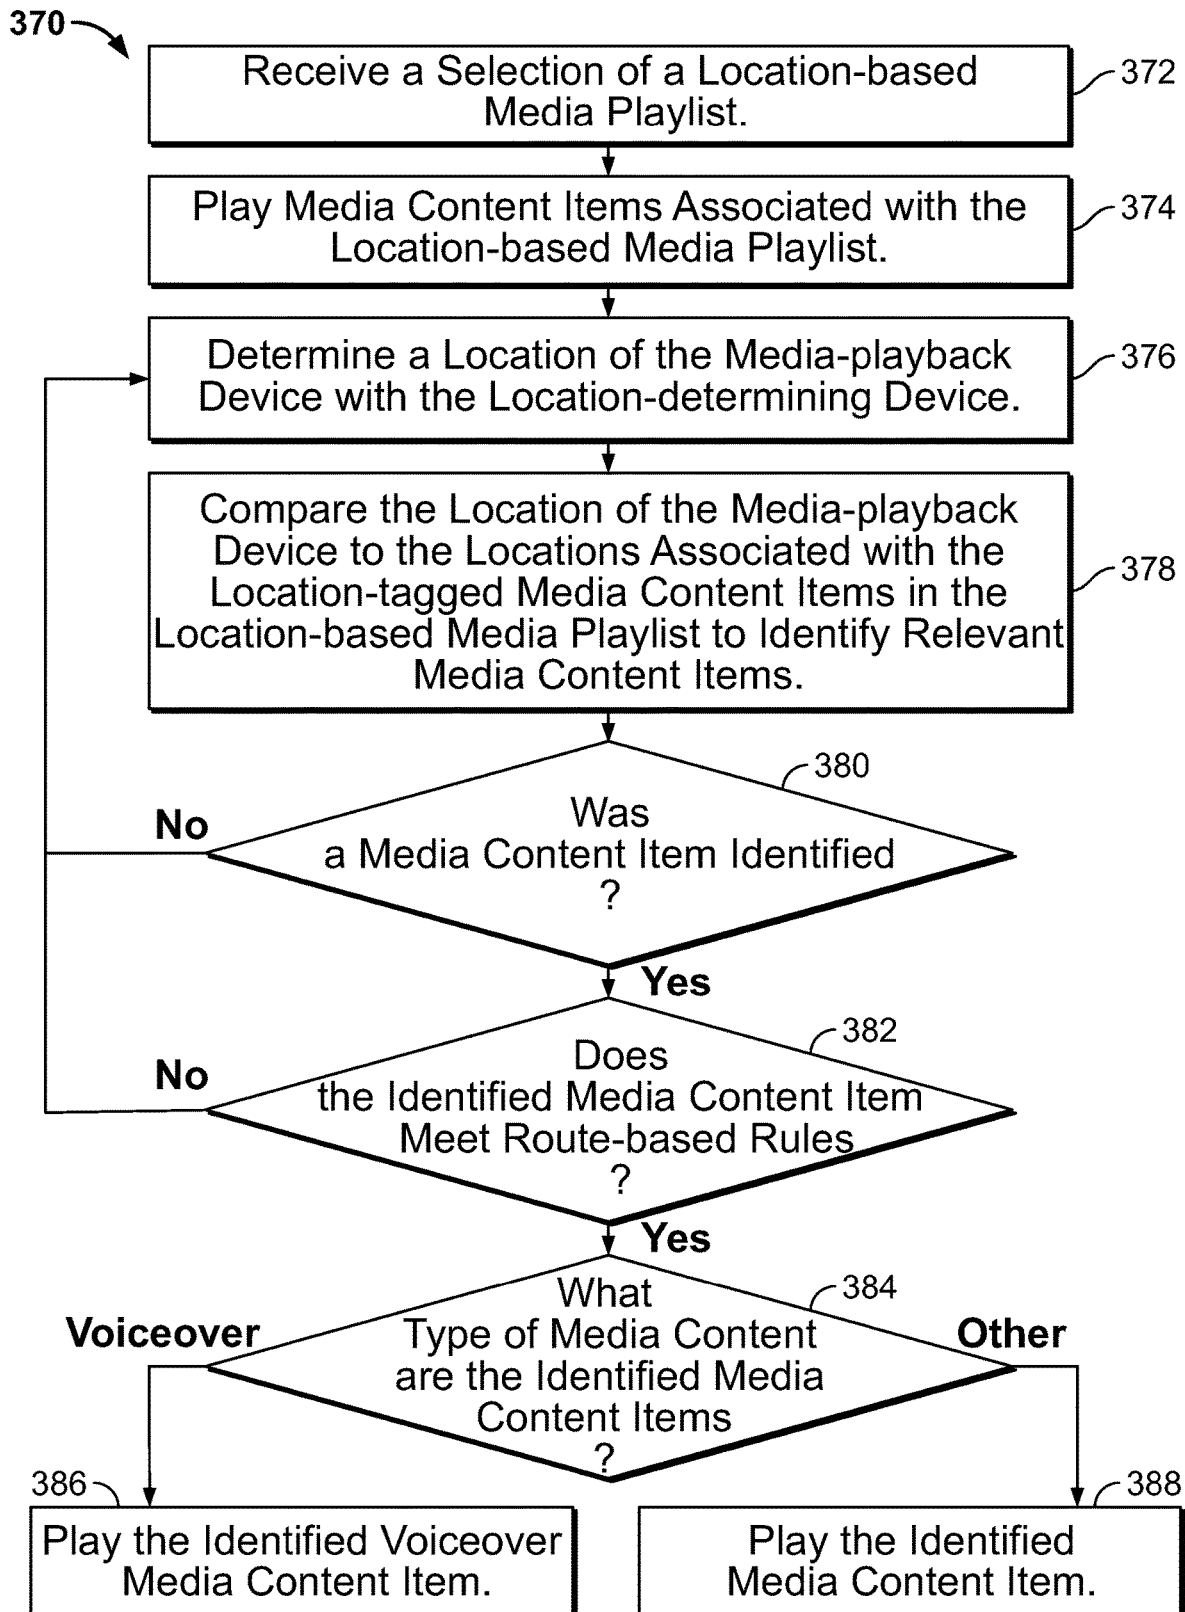 370
Receive a Selection of a Location-based
Media Playlist.
372
Play Media Content Items Associated with the
Location-based Media Playlist.
374
Determine a Location of the Media-playback
Device with the Location-determining Device.
376
Compare the Location of the Media-playback
Device to the Locations Associated with the
Location-tagged Media Content Items in the
Location-based Media Playlist to Identify Relevant
Media Content Items.
378
380
Was
a Media Content Item Identified
?
No
Yes
382
Does
the Identified Media Content Item
Meet Route-based Rules
?
No
Yes
384
What
Type of Media Content
are the Identified Media
Content Items
?
Voiceover
Other
386
Play the Identified Voiceover
Media Content Item.
388
Play the Identified
Media Content Item.